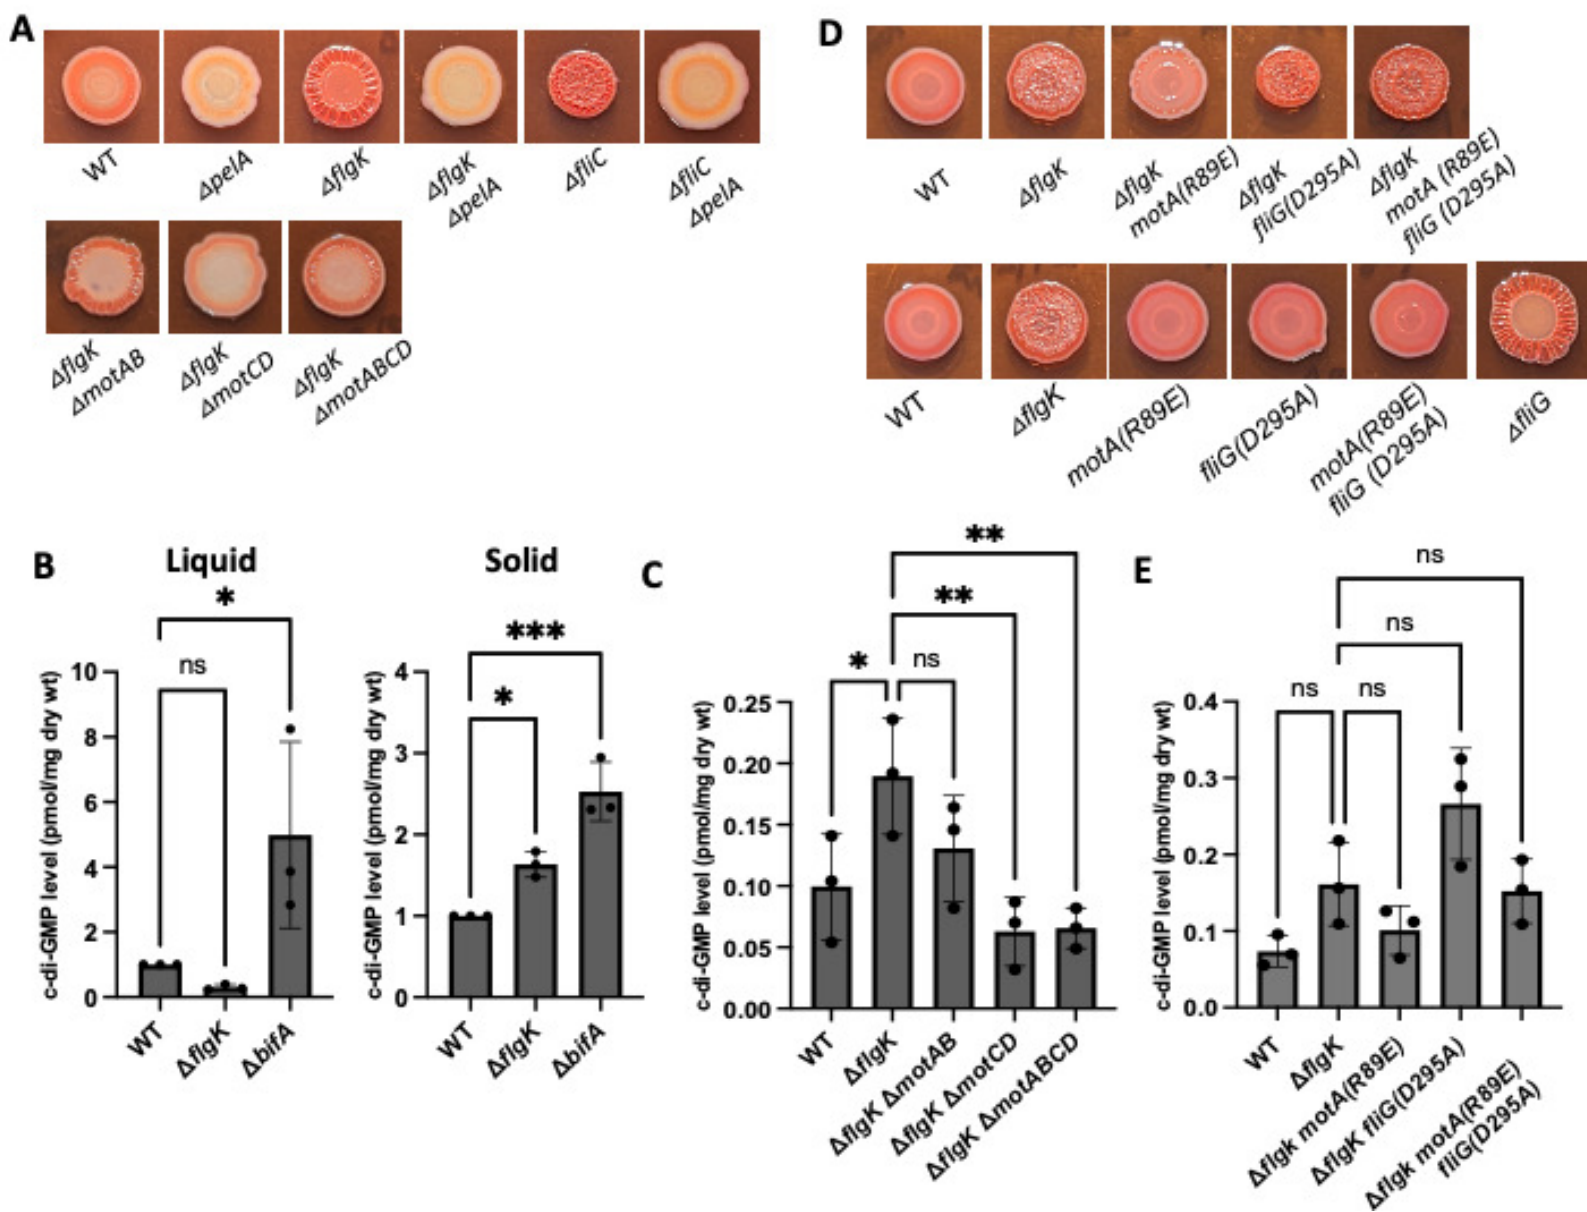 A
WT
ΔpelA
ΔflgK
ΔflgK
ΔpelA
ΔfliC
ΔfliC
ΔpelA
ΔflgK
ΔmotAB
ΔflgK
ΔmotCD
ΔflgK
ΔmotABCD
D
WT
ΔflgK
ΔflgK
motA(R89E)
ΔflgK
fliG(D295A)
ΔflgK
motA (R89E)
fliG (D295A)
WT
ΔflgK
motA(R89E)
fliG(D295A)
motA(R89E)
fliG (D295A)
ΔfliG
B
Liquid
*
ns
c-di-GMP level (pmol/mg dry wt)
10
8
6
4
2
0
WT
ΔflgK
ΔbifA
Solid
***
*
c-di-GMP level (pmol/mg dry wt)
4
3
2
1
0
WT
ΔflgK
ΔbifA
C
**
**
*
ns
c-di-GMP level (pmol/mg dry wt)
0.25
0.20
0.15
0.10
0.05
0.00
WT
ΔflgK
ΔflgK ΔmotAB
ΔflgK ΔmotCD
ΔflgK ΔmotABCD
E
ns
ns
ns
ns
c-di-GMP level (pmol/mg dry wt)
0.4
0.3
0.2
0.1
0.0
WT
ΔflgK
Δflgk motA(R89E)
ΔflgK fliG(D295A)
Δflgk motA(R89E)
fliG(D295A)